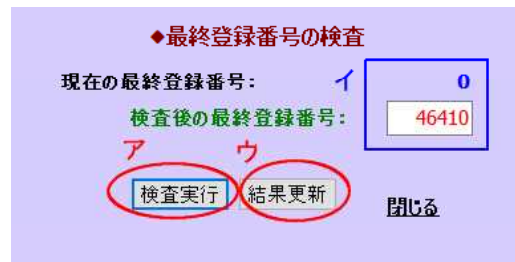 ◆最終登録番号の検査
現在の最終登録番号: イ 0
検査後の最終登録番号: 46410
ア ウ
検査実行 結果更新 閉じる